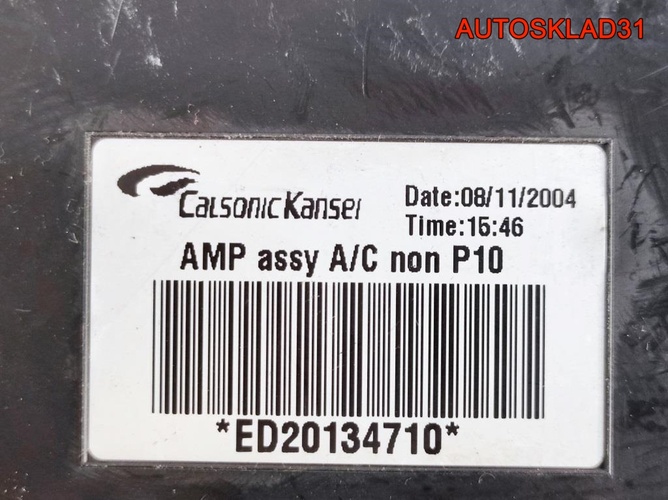 AUTOSKLAD31
CalsonicKansei
Date:08/11/2004
Time:15:46
AMP assy A/C non P10
*ED20134710*